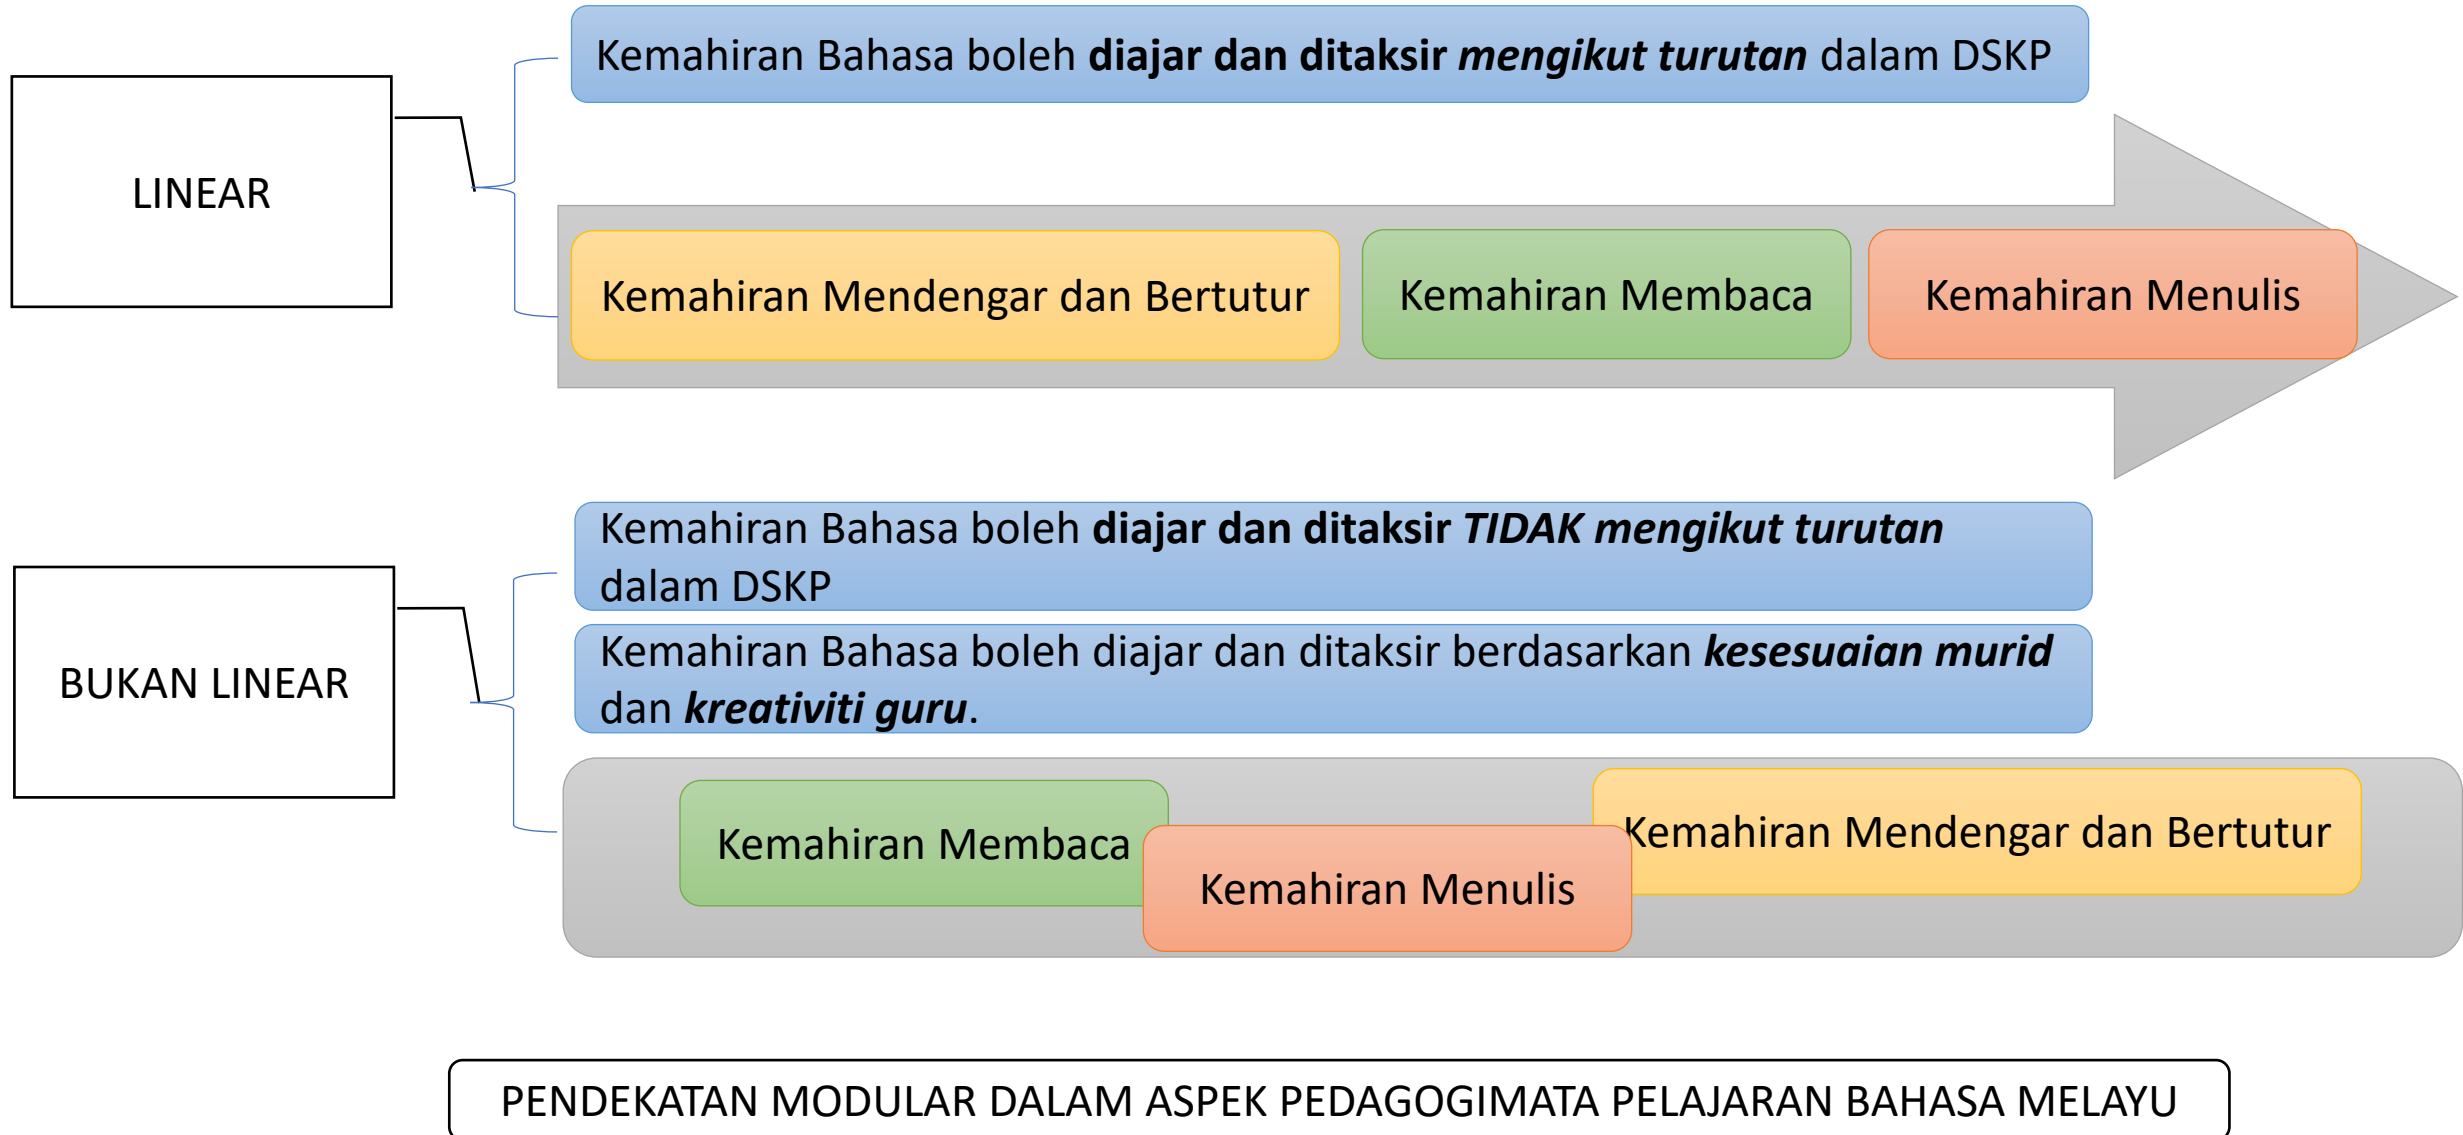 LINEAR
Kemahiran Bahasa boleh diajar dan ditaksir mengikut turutan dalam DSKP
Kemahiran Mendengar dan Bertutur
Kemahiran Membaca
Kemahiran Menulis
BUKAN LINEAR
Kemahiran Bahasa boleh diajar dan ditaksir TIDAK mengikut turutan
dalam DSKP
Kemahiran Bahasa boleh diajar dan ditaksir berdasarkan kesesuaian murid
dan kreativiti guru.
Kemahiran Membaca
Kemahiran Menulis
Kemahiran Mendengar dan Bertutur
PENDEKATAN MODULAR DALAM ASPEK PEDAGOGIMATA PELAJARAN BAHASA MELAYU